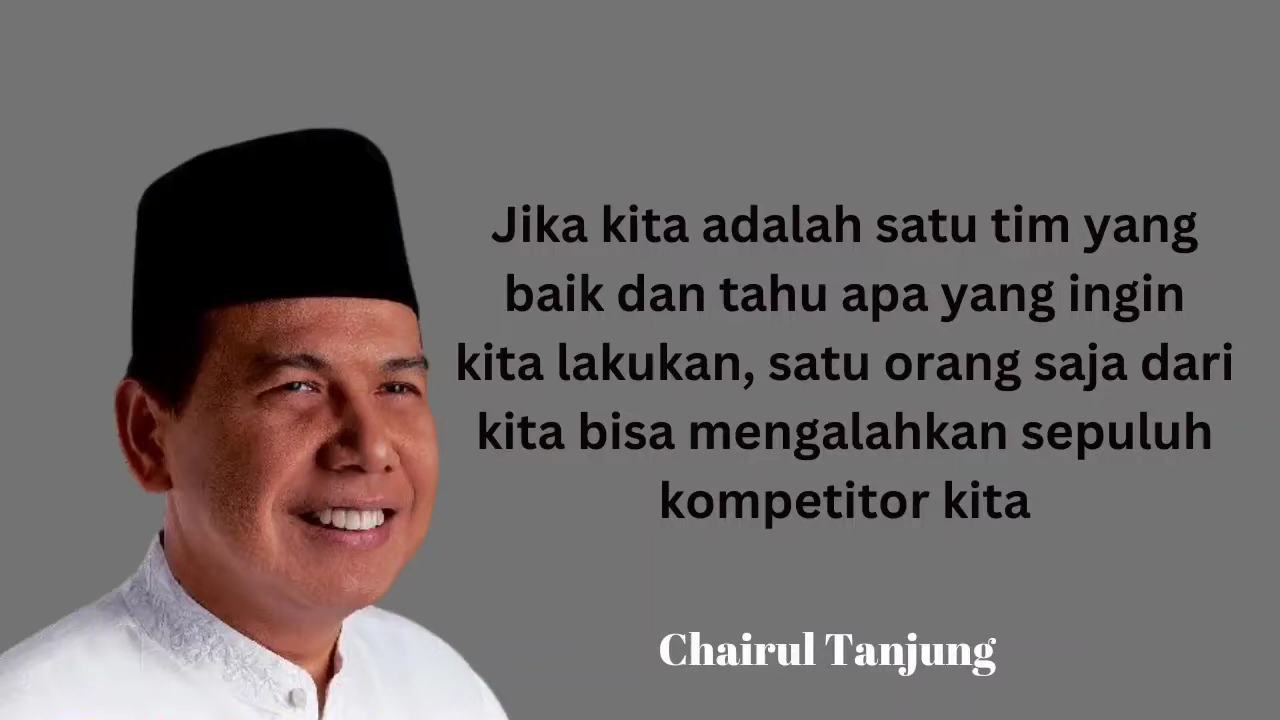 Jika kita adalah satu tim yang
baik dan tahu apa yang ingin
kita lakukan, satu orang saja dari
kita bisa mengalahkan sepuluh
kompetitor kita
Chairul Tanjung